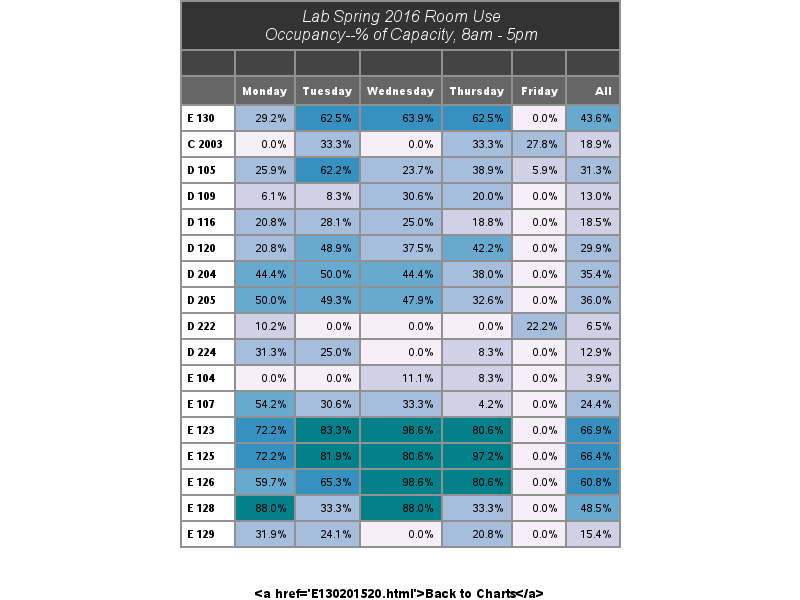 Lab Spring 2016 Room Use
Occupancy--% of Capacity, 8am - 5pm
Monday Tuesday Wednesday Thursday Friday All
E 130 29.2% 62.5% 63.9% 62.5% 0.0% 43.6%
C 2003 0.0% 33.3% 0.0% 33.3% 27.8% 18.9%
D 105 25.9% 62.2% 23.7% 38.9% 5.9% 31.3%
D 109 6.1% 8.3% 30.6% 20.0% 0.0% 13.0%
D 116 20.8% 28.1% 25.0% 18.8% 0.0% 18.5%
D 120 20.8% 48.9% 37.5% 42.2% 0.0% 29.9%
D 204 44.4% 50.0% 44.4% 38.0% 0.0% 35.4%
D 205 50.0% 49.3% 47.9% 32.6% 0.0% 36.0%
D 222 10.2% 0.0% 0.0% 0.0% 22.2% 6.5%
D 224 31.3% 25.0% 0.0% 8.3% 0.0% 12.9%
E 104 0.0% 0.0% 11.1% 8.3% 0.0% 3.9%
E 107 54.2% 30.6% 33.3% 4.2% 0.0% 24.4%
E 123 72.2% 83.3% 98.6% 80.6% 0.0% 66.9%
E 125 72.2% 81.9% 80.6% 97.2% 0.0% 66.4%
E 126 59.7% 65.3% 98.6% 80.6% 0.0% 60.8%
E 128 88.0% 33.3% 88.0% 33.3% 0.0% 48.5%
E 129 31.9% 24.1% 0.0% 20.8% 0.0% 15.4%
<a href='E130201520.html'>Back to Charts</a>